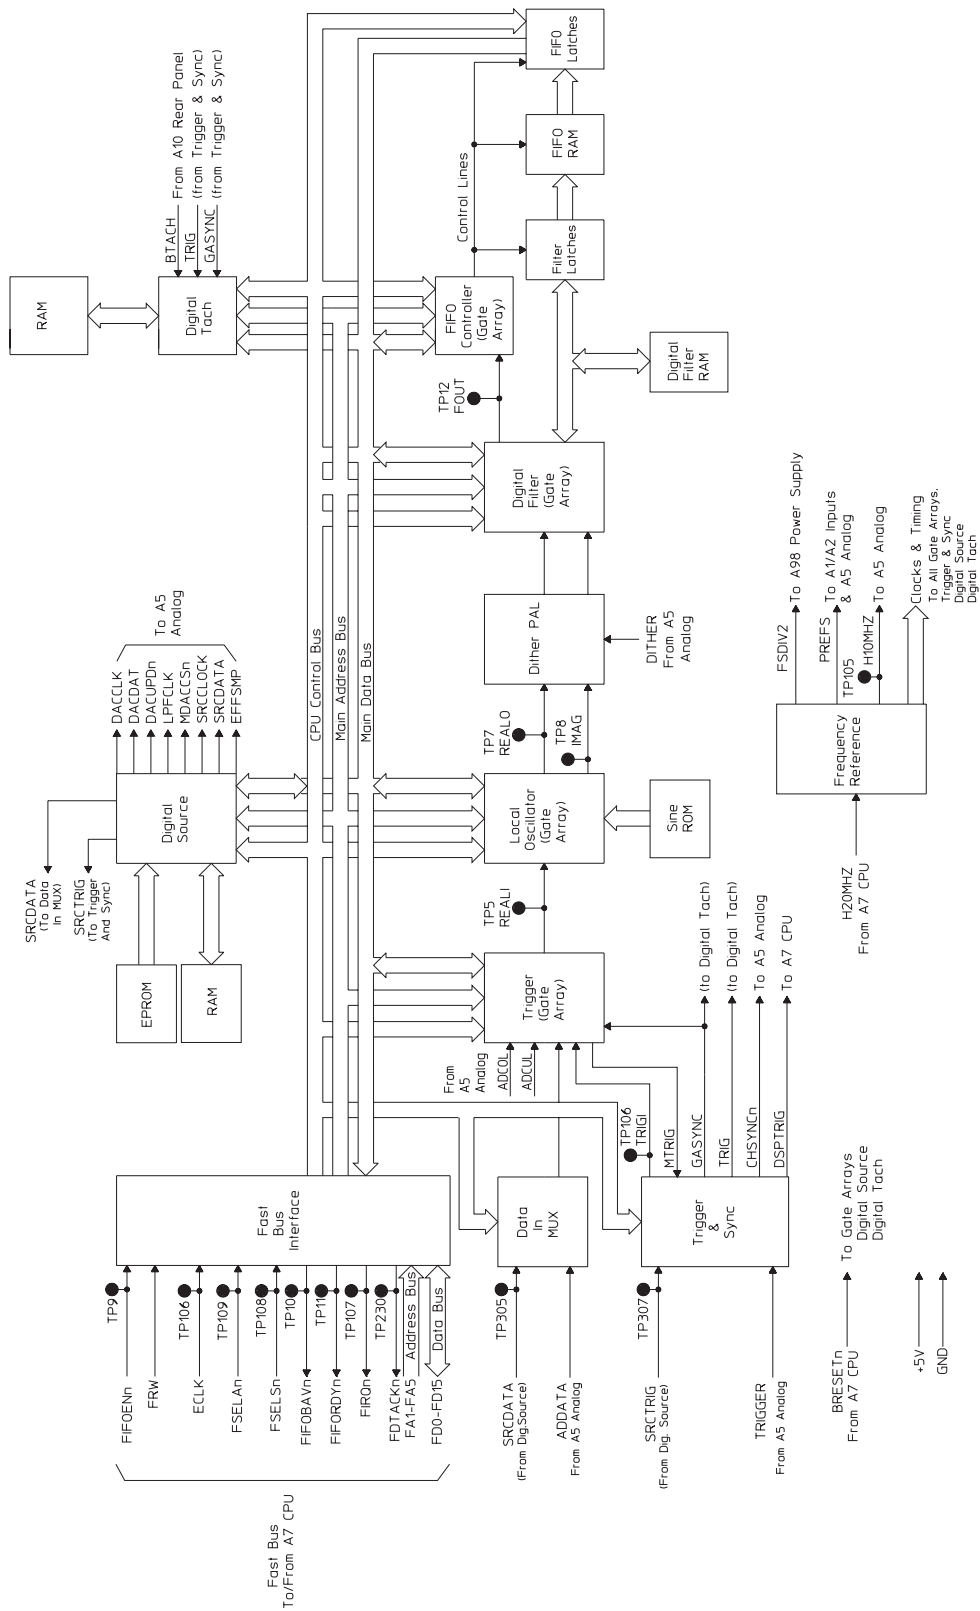 Fast Bus
To/From A7 CPU
FIFOENn
FRW
ECLK
FSELAn
FSELSn
FIFOBAVn
FIFORDYn
FIRQn
FDTACKn
FA1-FA5
FD0-FD15
TP9
TP106
TP109
TP108
TP10
TP11
TP107
TP230
Address Bus
Data Bus
Fast
Bus
Interface
SRCDATA
(From Dig.Source)
ADDATA
From A5 Analog
TP305
Data
In
MUX
SRCTRIG
(From Dig. Source)
TRIGGER
From A5 Analog
TP307
Trigger
&
Sync
TP106
TRIGI
MTRIG
GASYNC
TRIG
CHSYNCn
DSPTRIG
(to Digital Tach)
(to Digital Tach)
To A5 Analog
To A7 CPU
BRESETn
From A7 CPU
To Gate Arrays
Digital Source
Digital Tach
+5V
GND
From
A5
Analog
ADCOL
ADCUL
Trigger
(Gate
Array)
TP5
REALI
EPROM
RAM
SRCDATA
(To Data
In MUX)
SRCTRIG
(To Trigger
And Sync)
Digital
Source
DACCLK
DACDAT
DACUPDn
LPFCLK
MDACCSn
SRCCLOCK
SRCDATA
EFFSMP
To A5
Analog
CPU Control Bus
Main Address Bus
Main Data Bus
Local
Oscillator
(Gate
Array)
Sine
ROM
TP7
REALO
TP8
IMAG
Dither PAL
DITHER
From A5
Analog
Digital
Filter
(Gate
Array)
TP12
FOUT
H20MHZ
From A7 CPU
Frequency
Reference
FSDIV2
PREFS
TP105
H10MHZ
To A98 Power Supply
To A1/A2 Inputs
& A5 Analog
To A5 Analog
Clocks & Timing
To All Gate Arrays,
Trigger & Sync
Digital Source
Digital Tach
RAM
Digital
Tach
BTACH
TRIG
GASYNC
From A10 Rear Panel
(from Trigger & Sync)
(from Trigger & Sync)
FIFO
Controller
(Gate
Array)
Control Lines
Digital
Filter
RAM
Filter
Latches
FIFO
RAM
FIFO
Latches